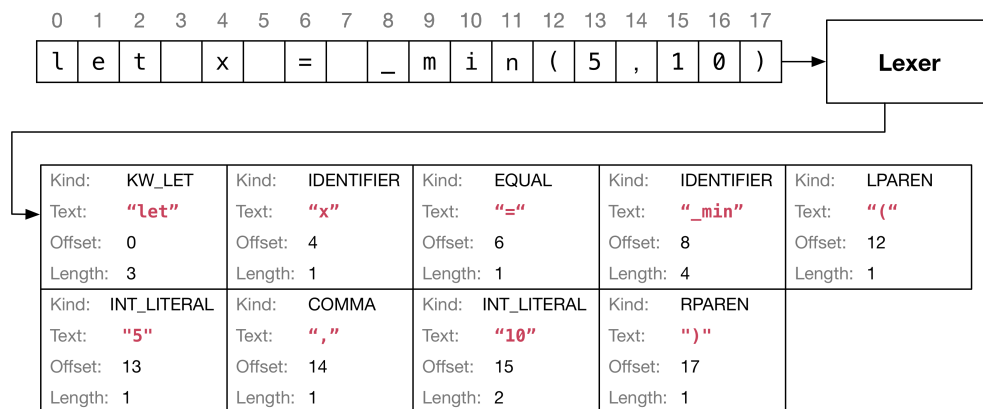 0 1 2 3 4 5 6 7 8 9 10 11 12 13 14 15 16 17
l e t x = _ m i n ( 5 , 1 0 )
Lexer
Kind: KW_LET
Text: “let”
Offset: 0
Length: 3
Kind: IDENTIFIER
Text: “x”
Offset: 4
Length: 1
Kind: EQUAL
Text: “=“
Offset: 6
Length: 1
Kind: IDENTIFIER
Text: “_min”
Offset: 8
Length: 4
Kind: LPAREN
Text: “(“
Offset: 12
Length: 1
Kind: INT_LITERAL
Text: "5"
Offset: 13
Length: 1
Kind: COMMA
Text: “,”
Offset: 14
Length: 1
Kind: INT_LITERAL
Text: “10”
Offset: 15
Length: 2
Kind: RPAREN
Text: ")"
Offset: 17
Length: 1